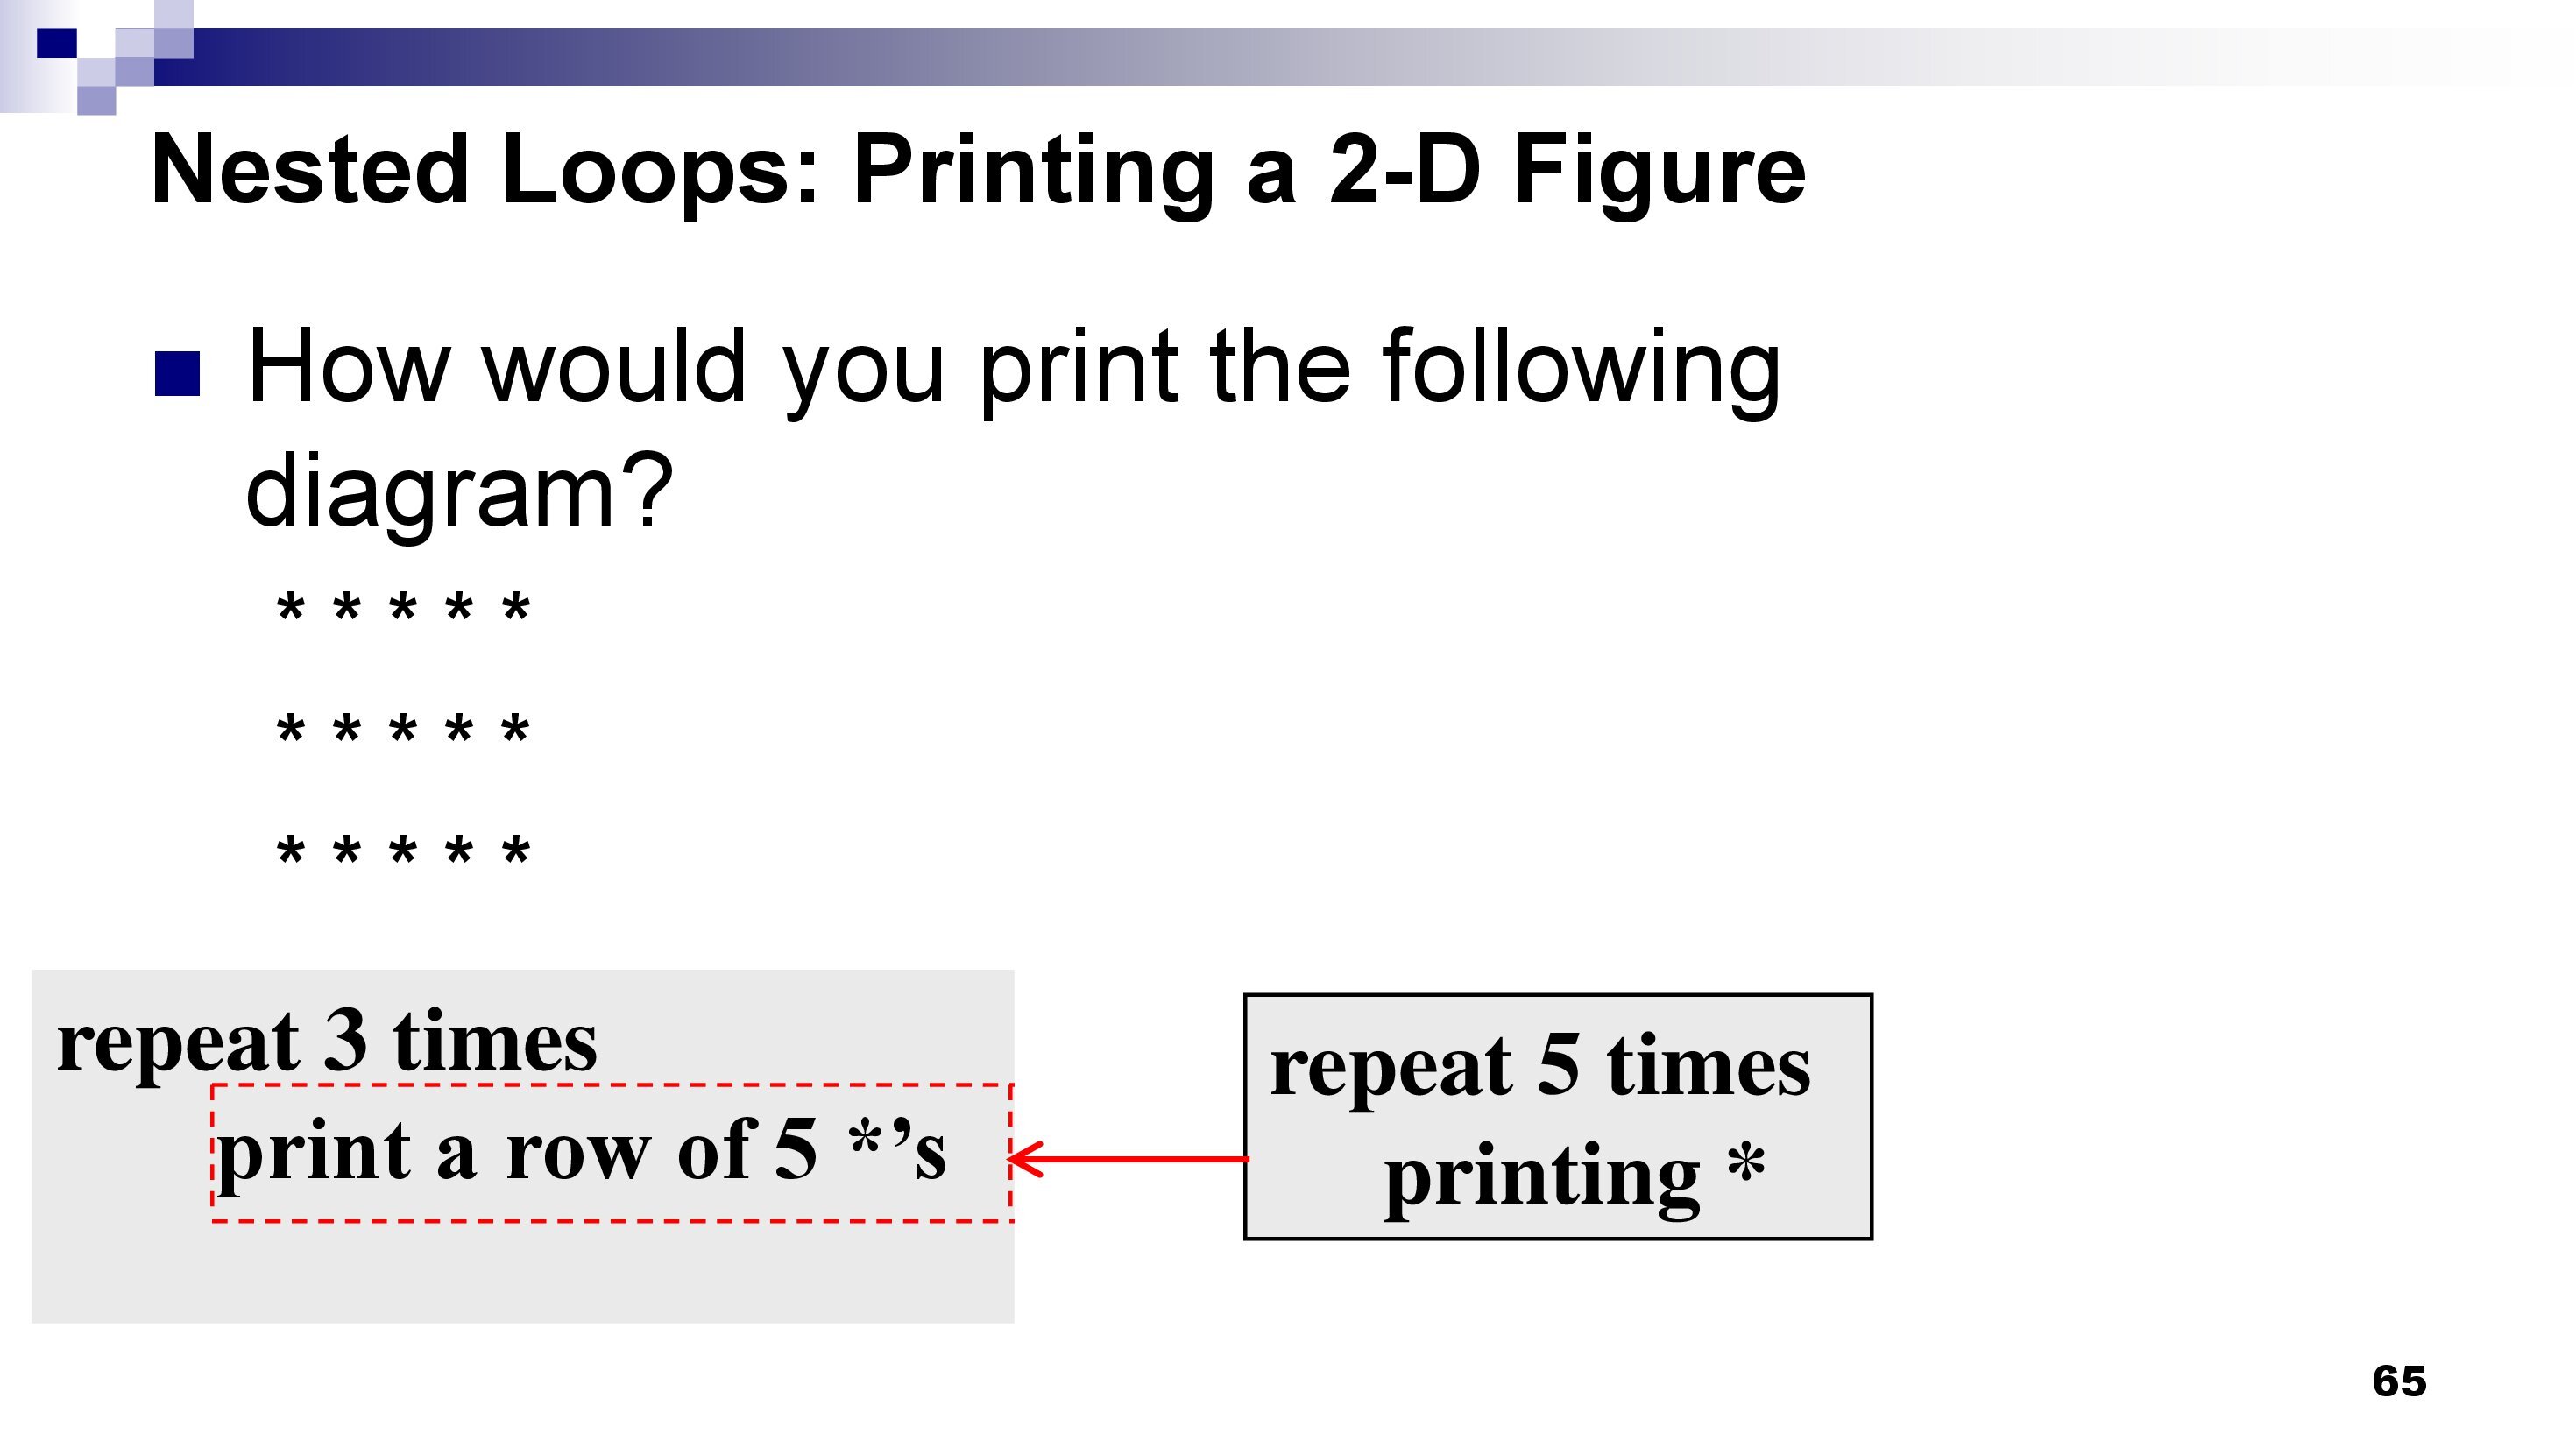 Nested Loops: Printing a 2-D Figure
How would you print the following
diagram?
* * * * *
* * * * *
* * * * *
repeat 3 times
print a row of 5 *’s
repeat 5 times
printing *
65